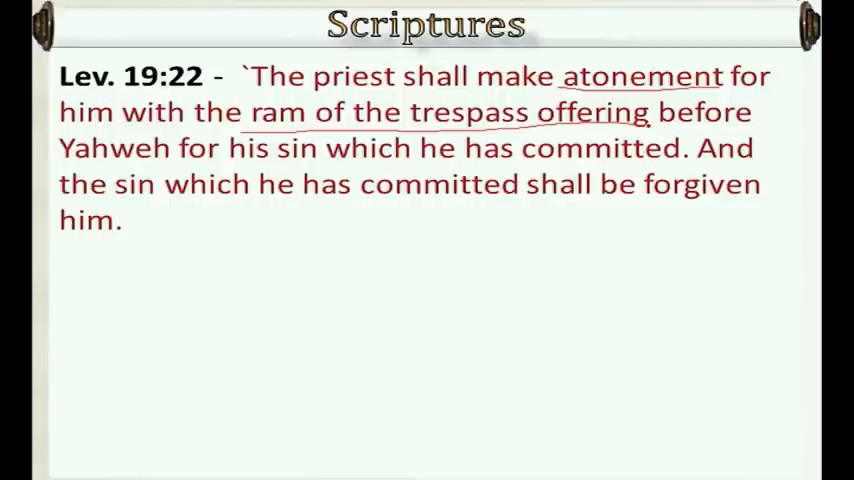 Scriptures
Lev. 19:22 - `The priest shall make atonement for
him with the ram of the trespass offering before
Yahweh for his sin which he has committed. And
the sin which he has committed shall be forgiven
him.